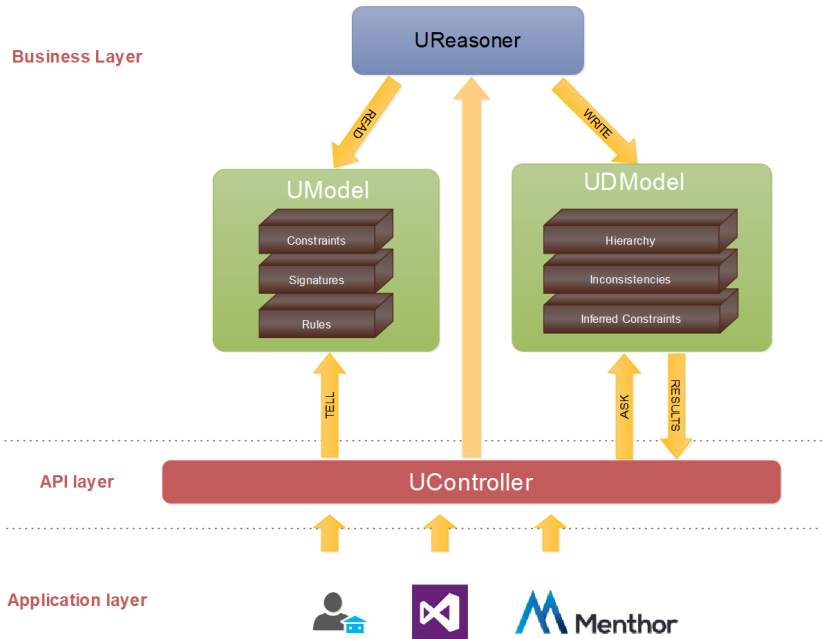 UReasoner
Business Layer
READ
WRITE
UModel
UDModel
Constraints
Hierarchy
Signatures
Inconsistencies
Rules
Inferred Constraints
TELL
ASK
RESULTS
API layer
UController
Application layer
Menthor